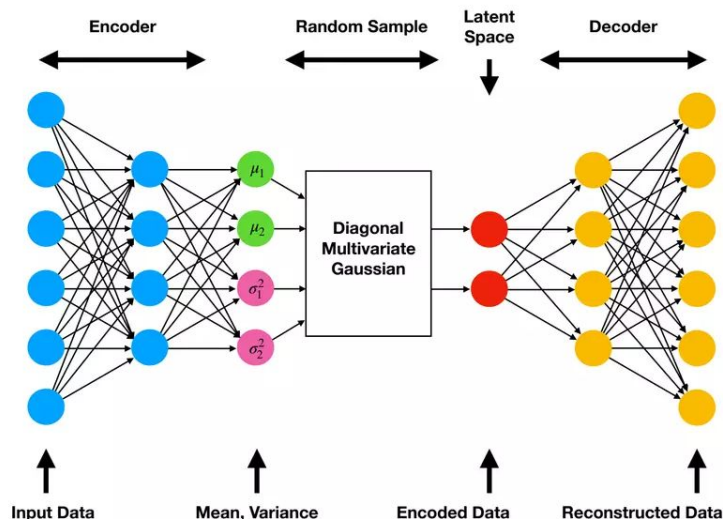 Encoder
Random Sample
Latent
Space
Decoder
μ₁
μ₂
σ₁²
σ₂²
Diagonal
Multivariate
Gaussian
Input Data
Mean, Variance
Encoded Data
Reconstructed Data